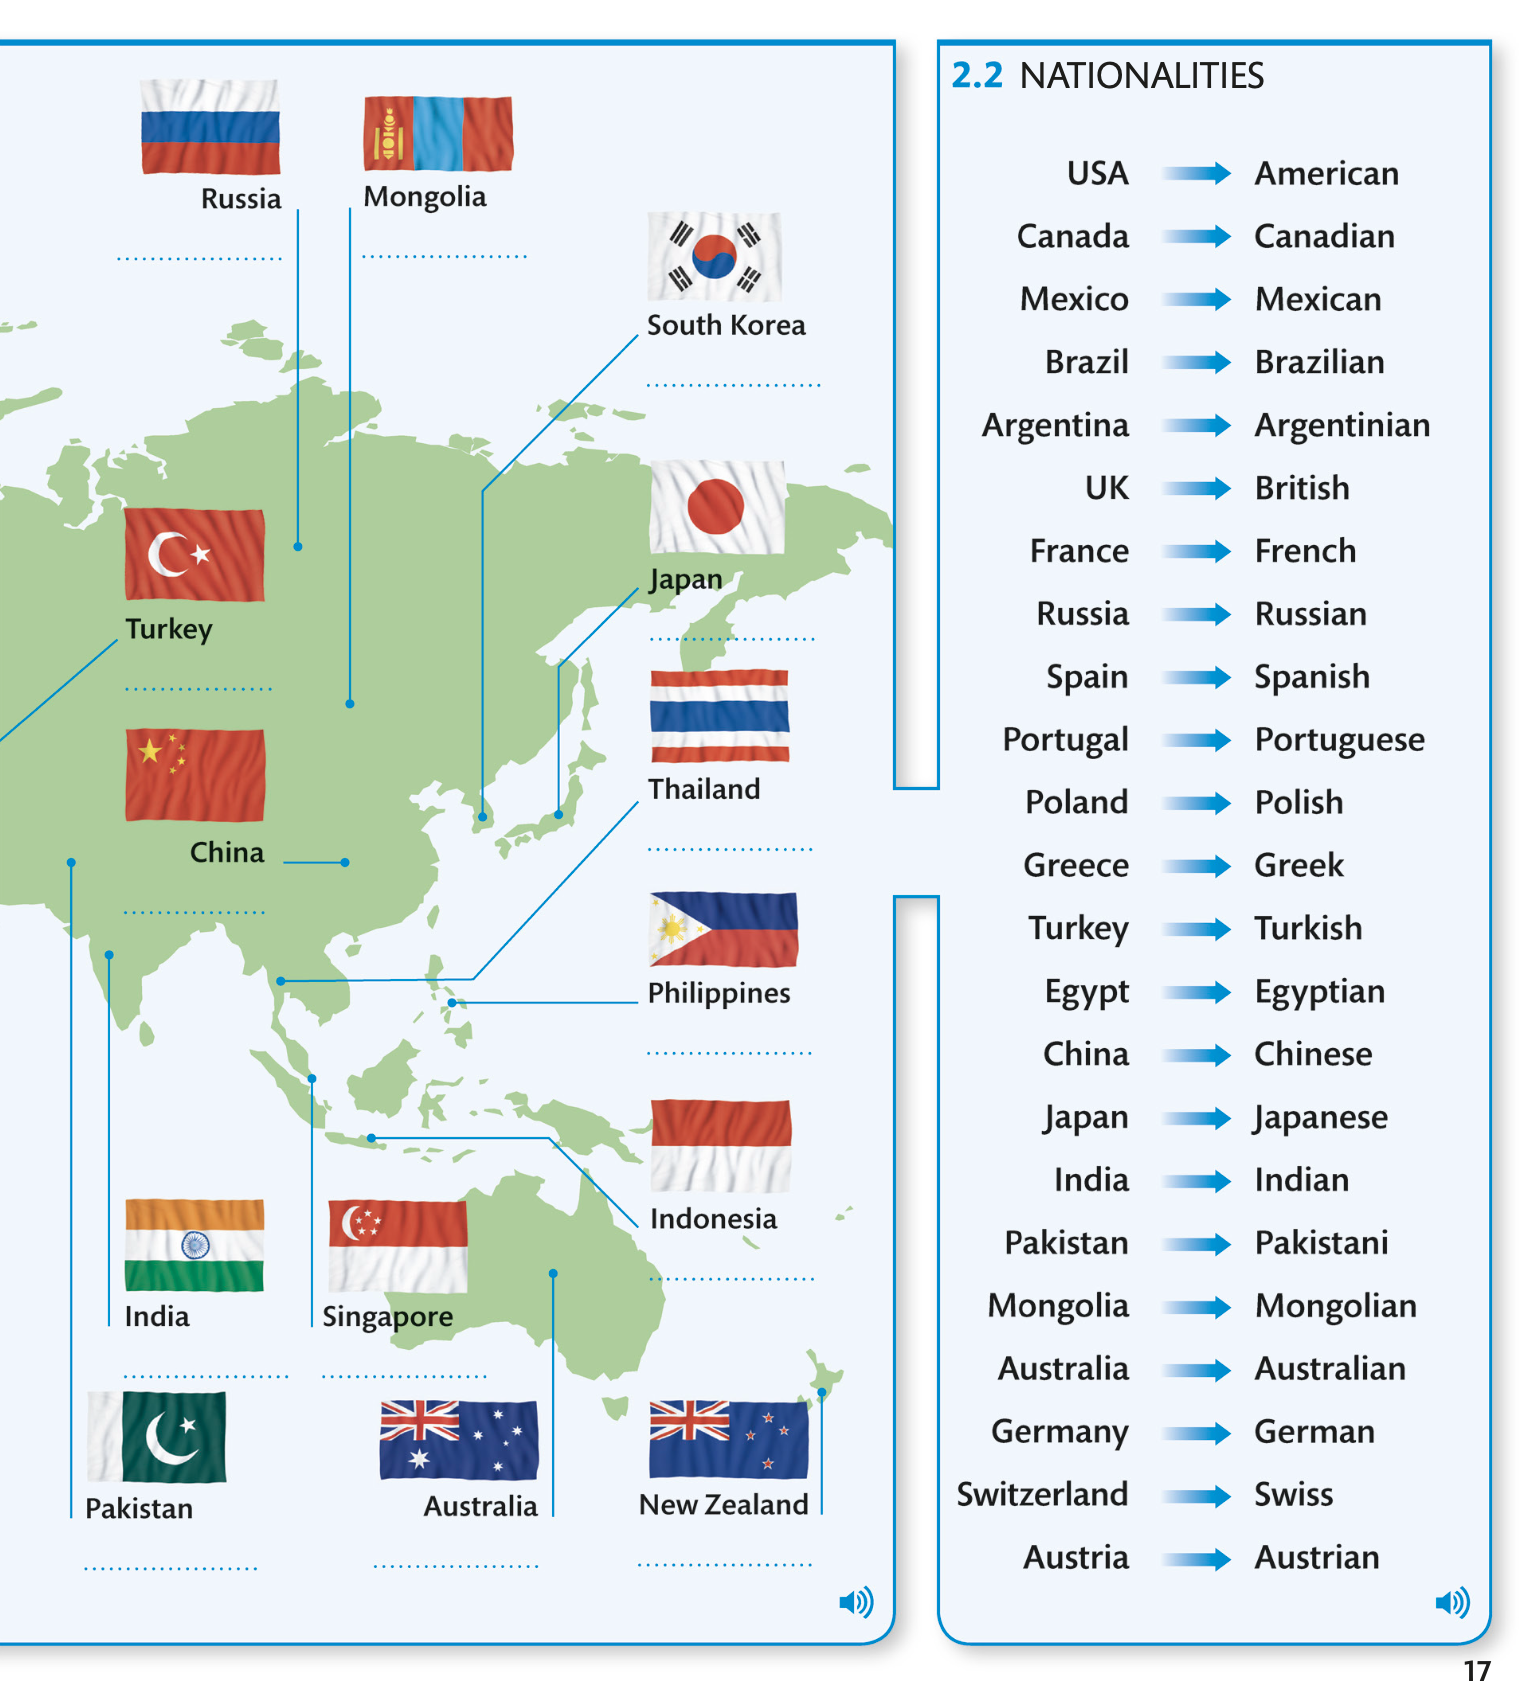 Russia
Mongolia
South Korea
Japan
Turkey
Thailand
China
Philippines
Indonesia
India
Singapore
Pakistan
Australia
New Zealand
2.2 NATIONALITIES
USA American
Canada Canadian
Mexico Mexican
Brazil Brazilian
Argentina Argentinian
UK British
France French
Russia Russian
Spain Spanish
Portugal Portuguese
Poland Polish
Greece Greek
Turkey Turkish
Egypt Egyptian
China Chinese
Japan Japanese
India Indian
Pakistan Pakistani
Mongolia Mongolian
Australia Australian
Germany German
Switzerland Swiss
Austria Austrian
17